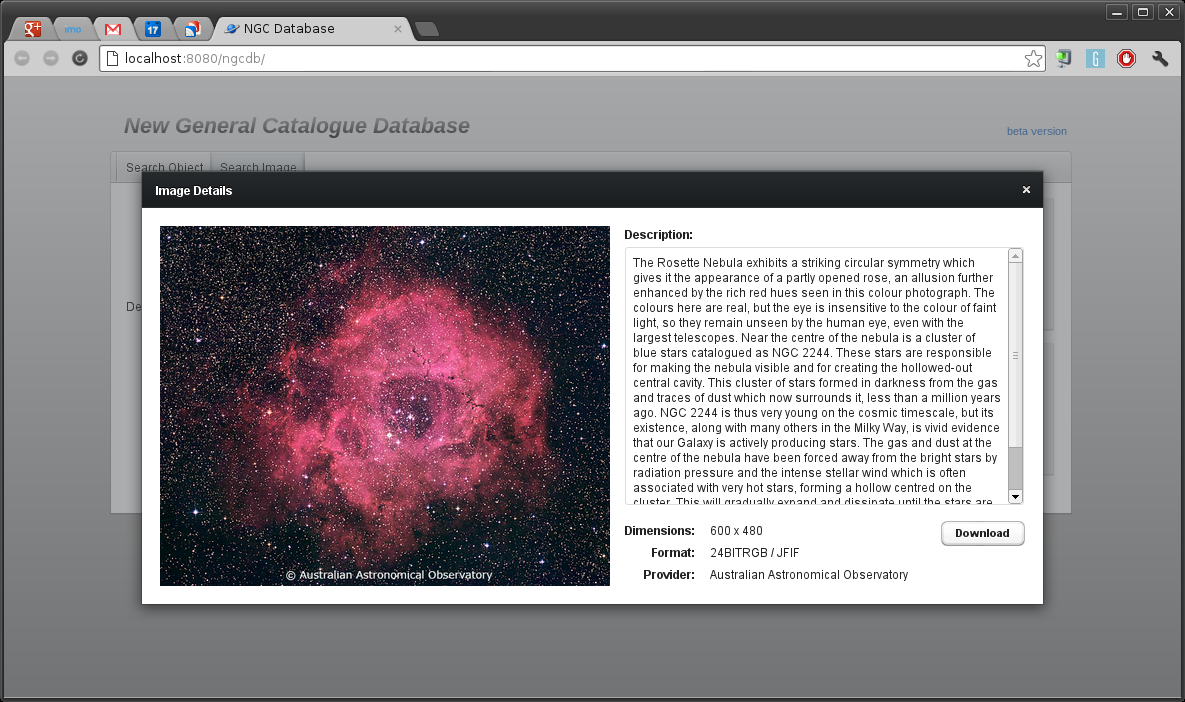 g+
imo
17
NGC Database
localhost:8080/ngcdb/
G
New General Catalogue Database
beta version
Search Object
Search Image
De
Image Details
Description:
The Rosette Nebula exhibits a striking circular symmetry which
gives it the appearance of a partly opened rose, an allusion further
enhanced by the rich red hues seen in this colour photograph. The
colours here are real, but the eye is insensitive to the colour of faint
light, so they remain unseen by the human eye, even with the
largest telescopes. Near the centre of the nebula is a cluster of
blue stars catalogued as NGC 2244. These stars are responsible
for making the nebula visible and for creating the hollowed-out
central cavity. This cluster of stars formed in darkness from the gas
and traces of dust which now surrounds it, less than a million years
ago. NGC 2244 is thus very young on the cosmic timescale, but its
existence, along with many others in the Milky Way, is vivid evidence
that our Galaxy is actively producing stars. The gas and dust at the
centre of the nebula have been forced away from the bright stars by
radiation pressure and the intense stellar wind which is often
associated with very hot stars, forming a hollow centred on the
cluster. This will gradually expand and dissipate until the stars are
© Australian Astronomical Observatory
Dimensions: 600 x 480
Download
Format: 24BITRGB / JFIF
Provider: Australian Astronomical Observatory